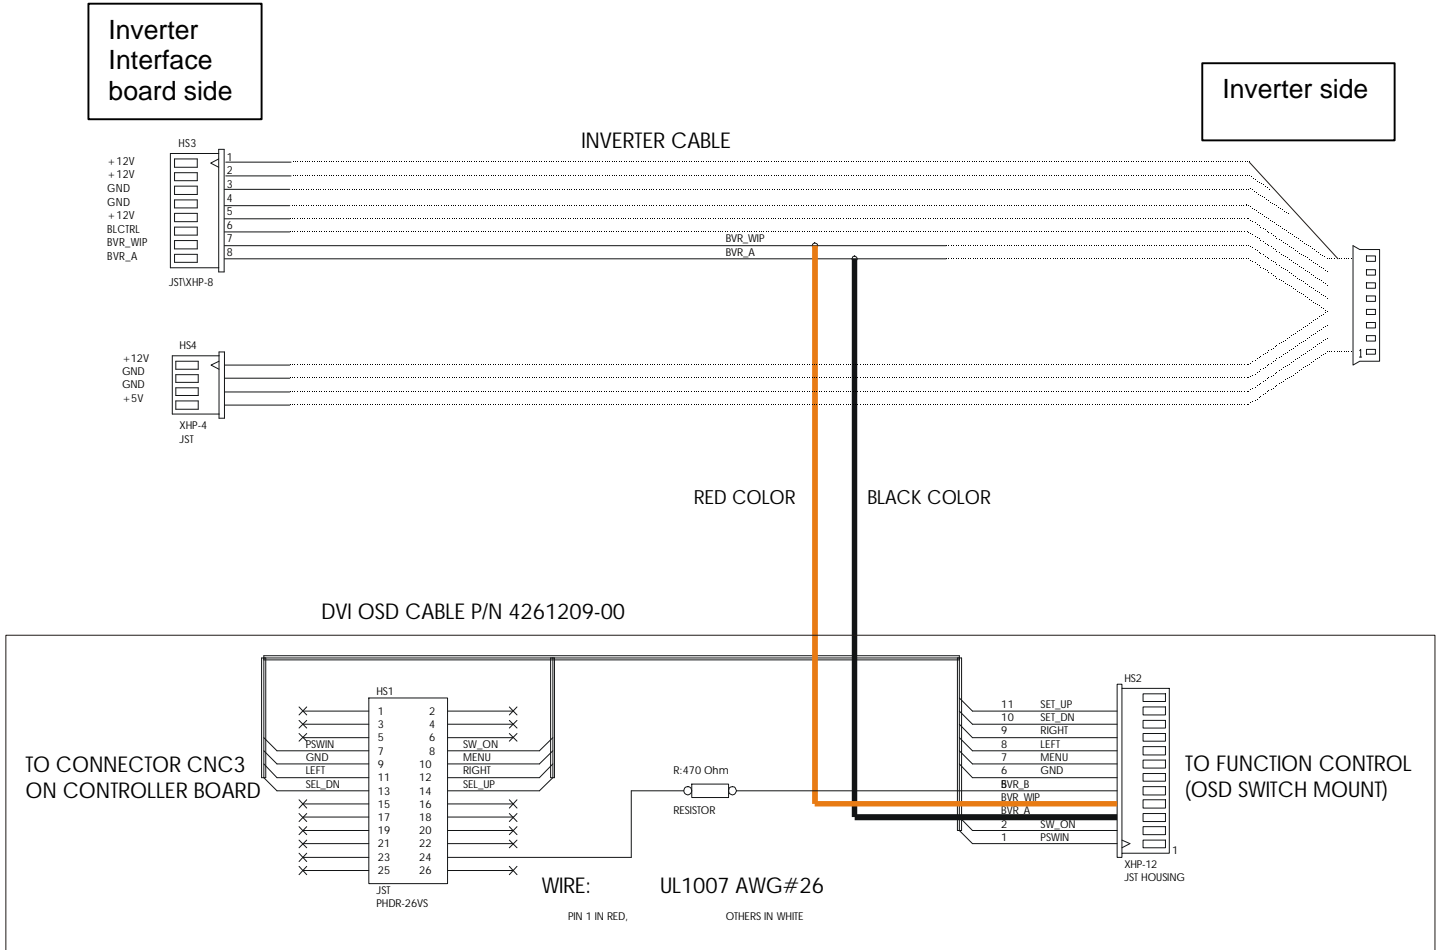 Inverter
Interface
board side
Inverter side
INVERTER CABLE
HS3
+12V 1
+12V 2
GND 3
GND 4
+12V 5
BLCTRL 6
BVR_WIP 7 BVR_WIP
BVR_A 8 BVR_A
JST\XHP-8
1
HS4
+12V
GND
GND
+5V
XHP-4
JST
RED COLOR
BLACK COLOR
DVI OSD CABLE P/N 4261209-00
TO CONNECTOR CNC3
ON CONTROLLER BOARD
HS1
1 2
3 4
5 6
PSWIN 7 8 SW_ON
GND 9 10 MENU
LEFT 11 12 RIGHT
SEL_DN 13 14 SEL_UP
15 16
17 18
19 20
21 22
23 24
25 26
JST
PHDR-26VS
R:470 Ohm
RESISTOR
HS2
11 SET_UP
10 SET_DN
9 RIGHT
8 LEFT
7 MENU
6 GND
BVR_B
BVR_WIP
BVR_A
2 SW_ON
1 PSWIN
1
XHP-12
JST HOUSING
TO FUNCTION CONTROL
(OSD SWITCH MOUNT)
WIRE: UL1007 AWG#26
PIN 1 IN RED, OTHERS IN WHITE